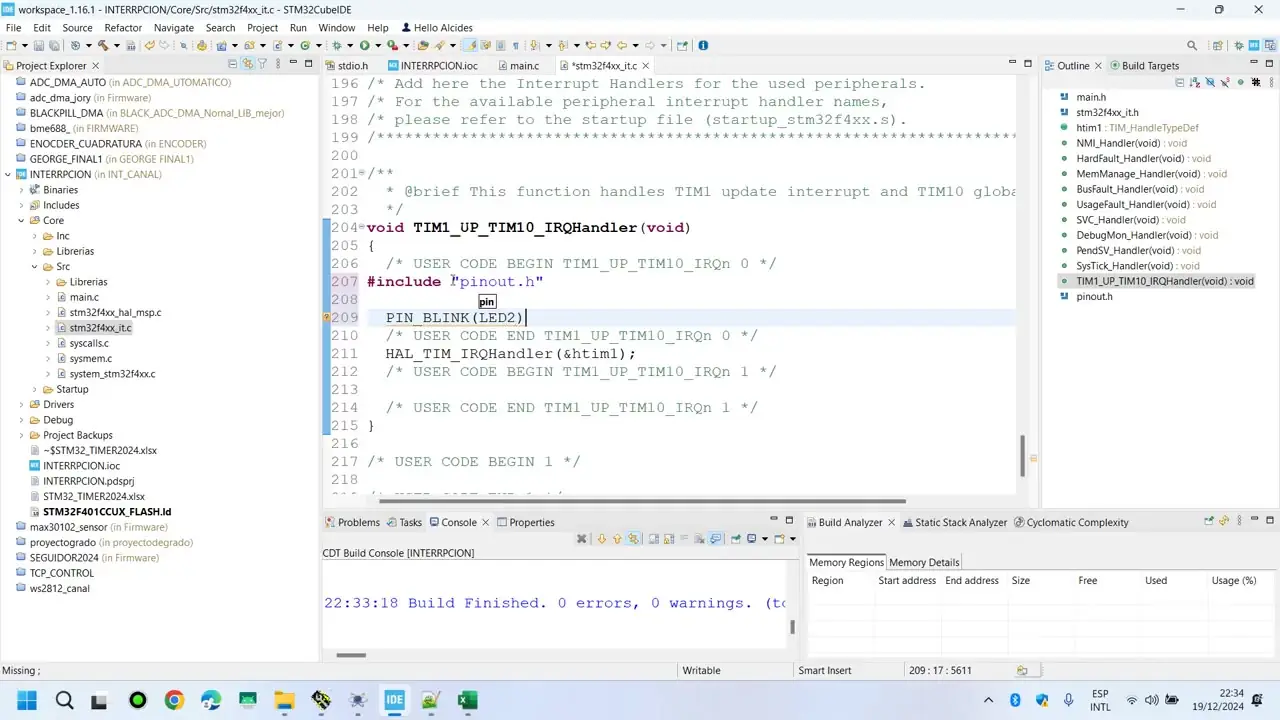 workspace_1.16.1 - INTERRPCION/Core/Src/stm32f4xx_it.c - STM32CubeIDE
File Edit Source Refactor Navigate Search Project Run Window Help Hello Alcides
Project Explorer
ADC_DMA_AUTO (in ADC_DMA_UTOMATICO)
adc_dma_jory (in Firmware)
BLACKPILL_DMA (in BLACK_ADC_DMA_Nornal_LIB_mejor)
bme688_ (in FIRMWARE)
ENOCDER_CUADRATURA (in ENCODER)
GEORGE_FINAL1 (in GEORGE FINAL1)
INTERRPCION (in INT_CANAL)
Binaries
Includes
Core
Inc
Librerias
Src
Librerias
main.c
stm32f4xx_hal_msp.c
stm32f4xx_it.c
syscalls.c
sysmem.c
system_stm32f4xx.c
Startup
Drivers
Debug
Project Backups
~$STM32_TIMER2024.xlsx
INTERRPCION.ioc
INTERRPCION.pdsprj
STM32_TIMER2024.xlsx
STM32F401CCUX_FLASH.ld
max30102_sensor (in Firmware)
proyectogrado (in proyectodegrado)
SEGUIDOR2024 (in Firmware)
TCP_CONTROL
ws2812_canal
stdio.h INTERRPCION.ioc main.c *stm32f4xx_it.c
196 /* Add here the Interrupt Handlers for the used peripherals.
197 /* For the available peripheral interrupt handler names,
198 /* please refer to the startup file (startup_stm32f4xx.s).
199 /************************************************************************
200
201 /**
202 * @brief This function handles TIM1 update interrupt and TIM10 globa
203 */
204 void TIM1_UP_TIM10_IRQHandler(void)
205 {
206 /* USER CODE BEGIN TIM1_UP_TIM10_IRQn 0 */
207 #include "pinout.h"
208
pin
209 PIN_BLINK(LED2)
210 /* USER CODE END TIM1_UP_TIM10_IRQn 0 */
211 HAL_TIM_IRQHandler(&htim1);
212 /* USER CODE BEGIN TIM1_UP_TIM10_IRQn 1 */
213
214 /* USER CODE END TIM1_UP_TIM10_IRQn 1 */
215 }
216
217 /* USER CODE BEGIN 1 */
218
Outline Build Targets
main.h
stm32f4xx_it.h
htim1 : TIM_HandleTypeDef
NMI_Handler(void) : void
HardFault_Handler(void) : void
MemManage_Handler(void) : void
BusFault_Handler(void) : void
UsageFault_Handler(void) : void
SVC_Handler(void) : void
DebugMon_Handler(void) : void
PendSV_Handler(void) : void
SysTick_Handler(void) : void
TIM1_UP_TIM10_IRQHandler(void) : void
pinout.h
Problems Tasks Console Properties
CDT Build Console [INTERRPCION]
22:33:18 Build Finished. 0 errors, 0 warnings. (to
Build Analyzer Static Stack Analyzer Cyclomatic Complexity
Memory Regions Memory Details
Region Start address End address Size Free Used Usage (%)
Missing ; Writable Smart Insert 209 : 17 : 5611
IDE
ESP
INTL
22:34
19/12/2024